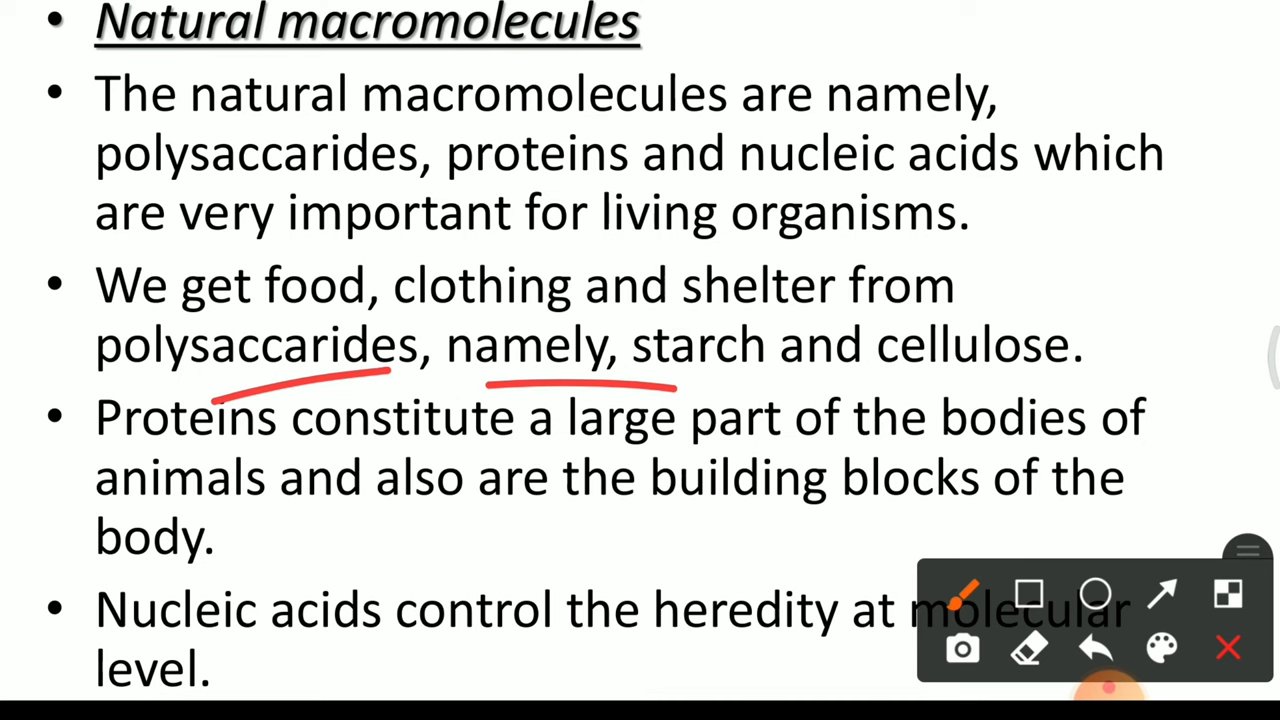 • Natural macromolecules
• The natural macromolecules are namely,
polysaccarides, proteins and nucleic acids which
are very important for living organisms.
• We get food, clothing and shelter from
polysaccarides, namely, starch and cellulose.
• Proteins constitute a large part of the bodies of
animals and also are the building blocks of the
body.
• Nucleic acids control the heredity at molecular
level.